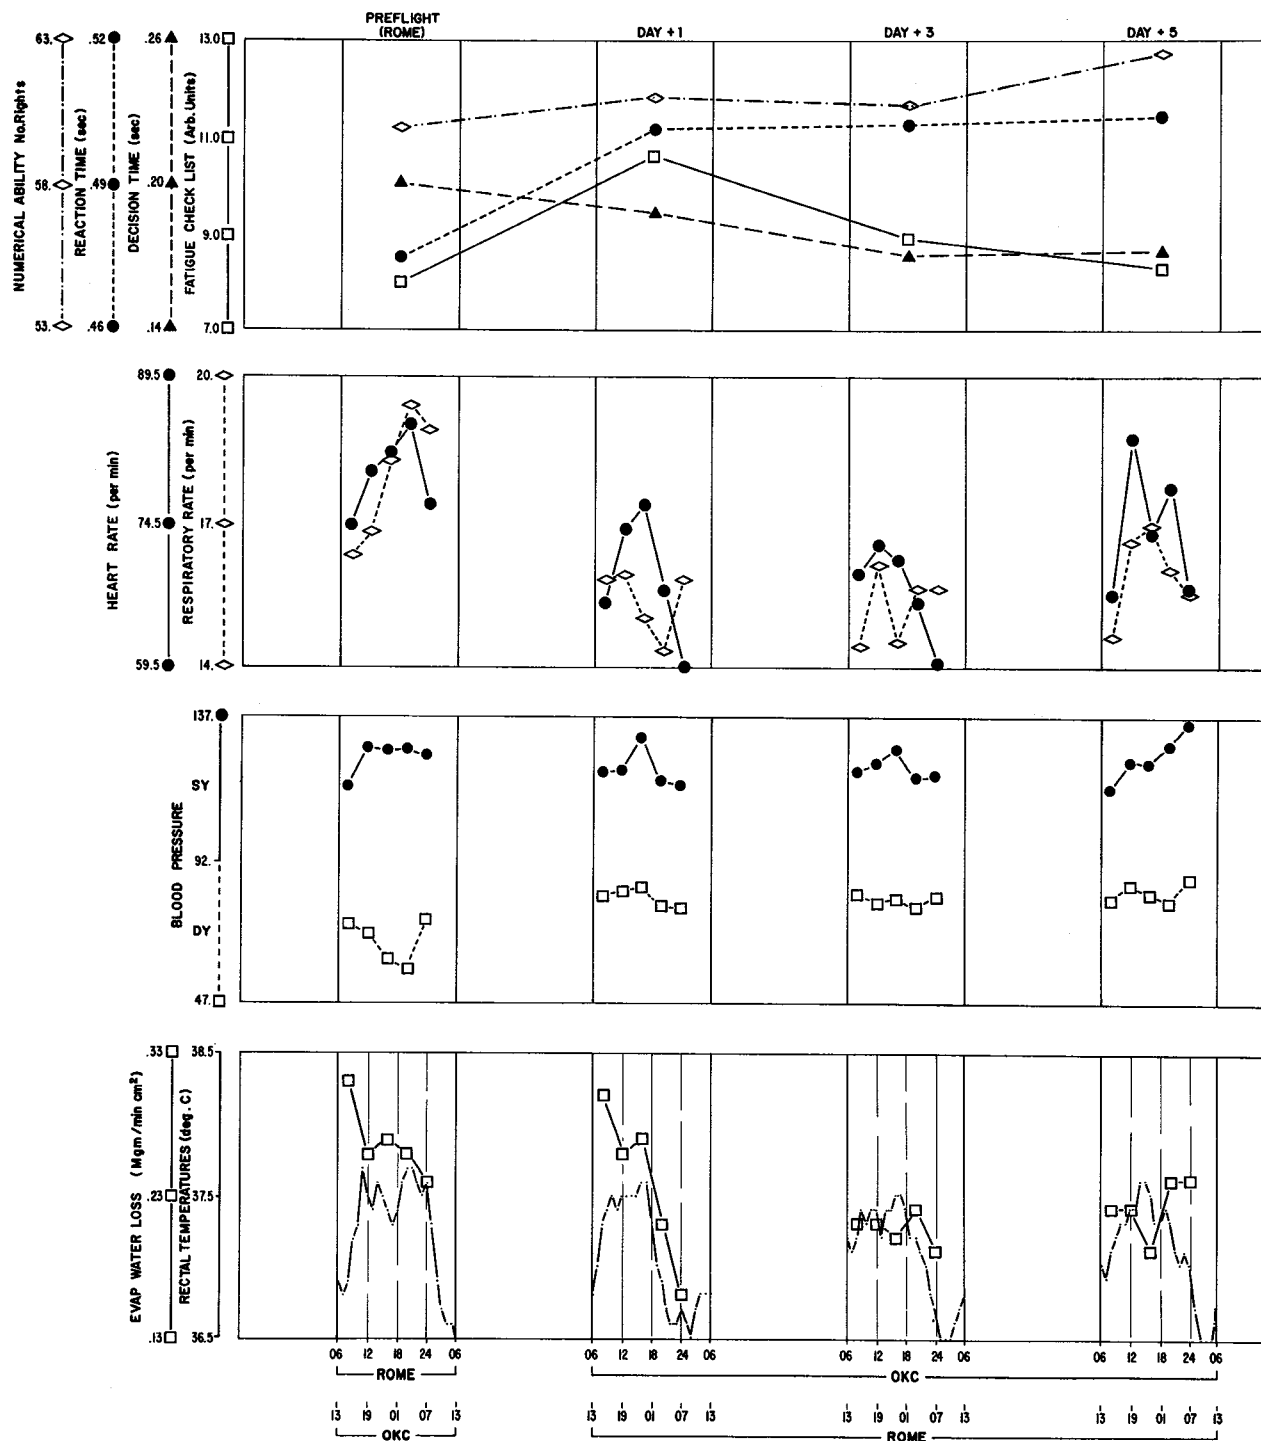 PREFLIGHT
(ROME)
DAY + 1
DAY + 3
DAY + 5
NUMERICAL ABILITY No.Rights
63.
58.
53.
REACTION TIME (sec)
.52
.49
.46
DECISION TIME (sec)
.26
.20
.14
FATIGUE CHECK LIST (Arb. Units)
13.0
11.0
9.0
7.0
HEART RATE (per min)
89.5
74.5
59.5
RESPIRATORY RATE (per min)
20.
17.
14.
BLOOD PRESSURE
137.
SY
92.
DY
47.
EVAP WATER LOSS (Mgm/min cm²)
.33
.23
.13
RECTAL TEMPERATURES (deg. C)
38.5
37.5
36.5
06 12 18 24 06
ROME
06 12 18 24 06
06 12 18 24 06
06 12 18 24 06
OKC
13 19 01 07 13
OKC
13 19 01 07 13
13 19 01 07 13
13 19 01 07 13
ROME